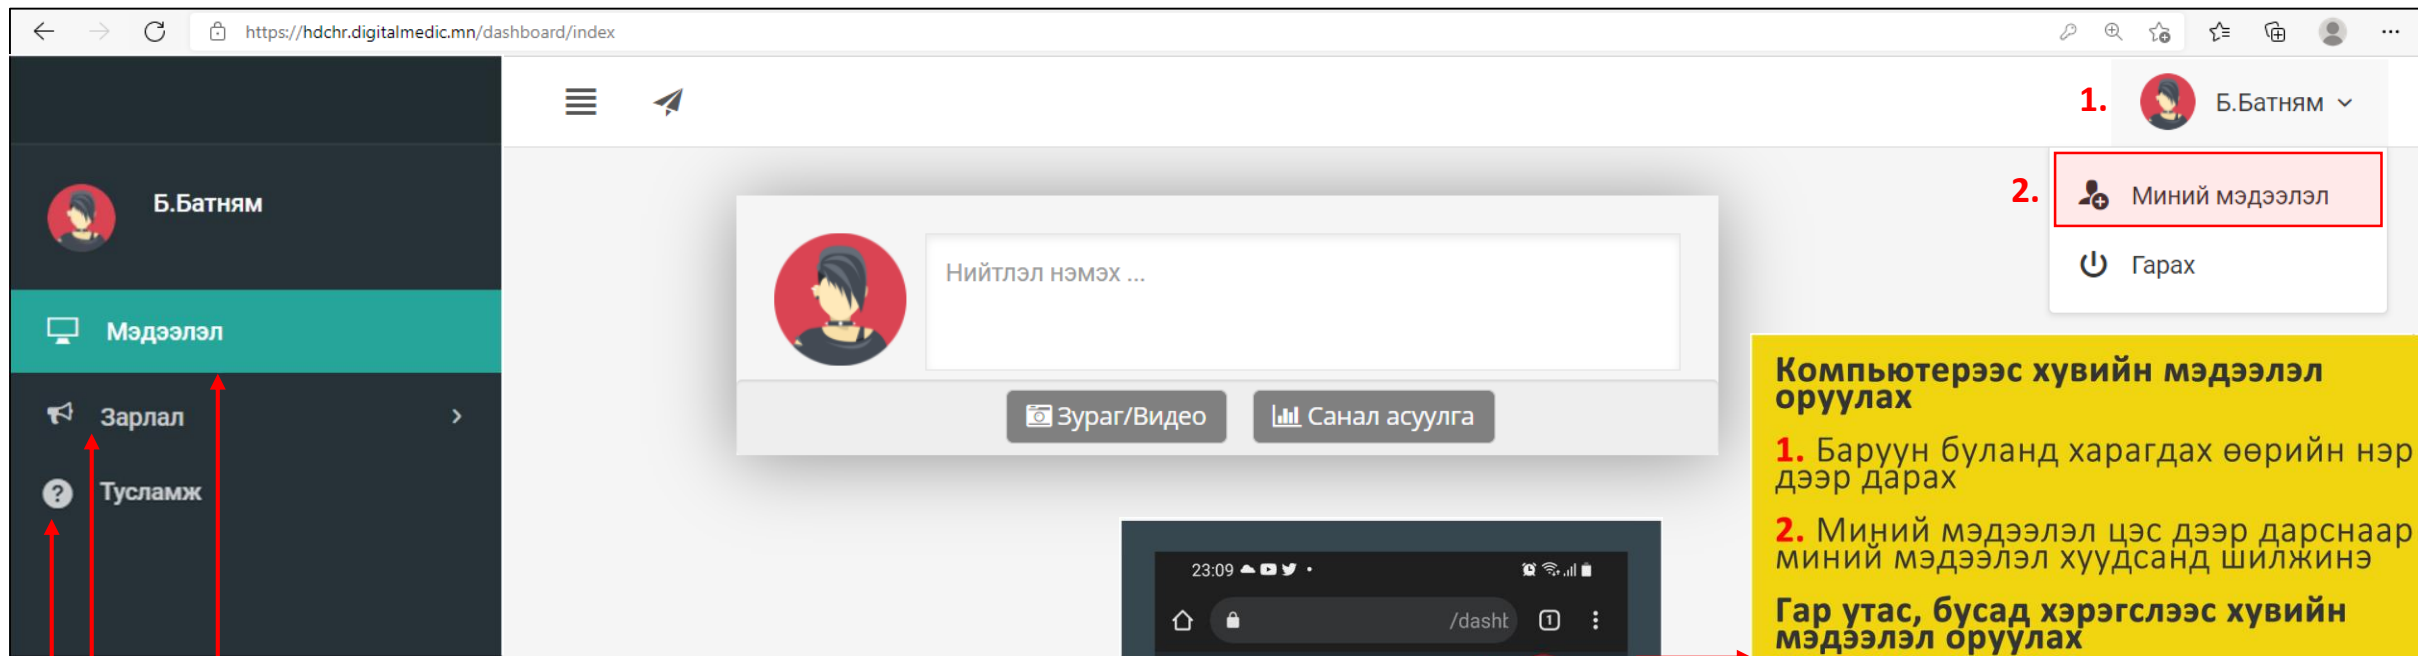 https://hdchr.digitalmedic.mn/dashboard/index
1.
Б.Батням
2.
Миний мэдээлэл
Гарах
Б.Батням
Мэдээлэл
Зарлал
Тусламж
Нийтлэл нэмэх ...
Зураг/Видео
Санал асуулга
23:09
/dashb
1
Компьютерээс хувийн мэдээлэл
оруулах
1. Баруун буланд харагдах өөрийн нэр
дээр дарах
2. Миний мэдээлэл цэс дээр дарснаар
миний мэдээлэл хуудсанд шилжинэ
Гар утас, бусад хэрэгслээс хувийн
мэдээлэл оруулах